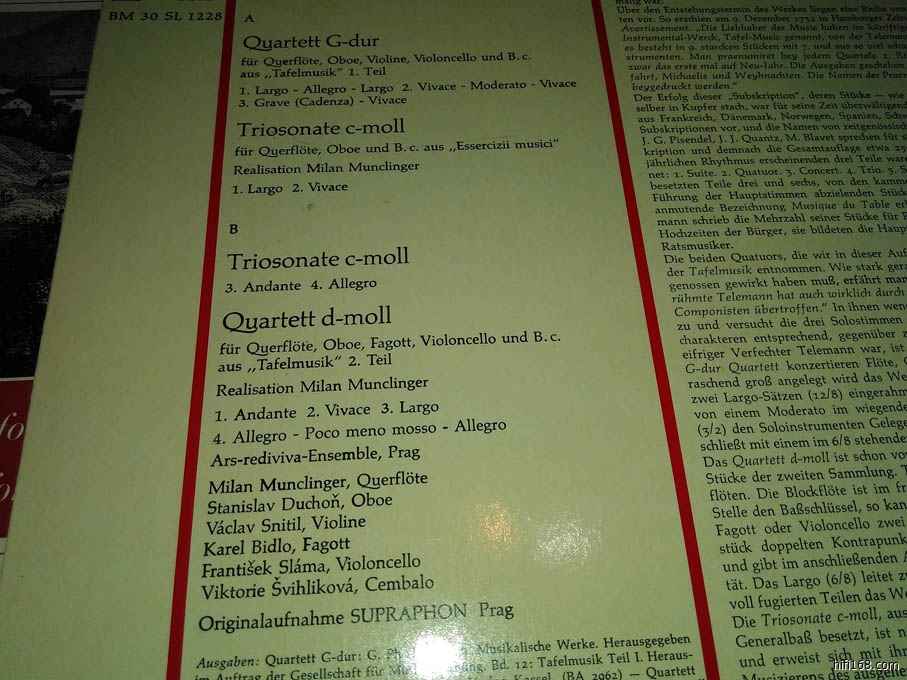 BM 30 SL 1228
A
Quartett G-dur
für Querflöte, Oboe, Violine, Violoncello und B. c.
aus „Tafelmusik" 1. Teil
1. Largo - Allegro - Largo 2. Vivace - Moderato - Vivace
3. Grave (Cadenza) - Vivace
Triosonate c-moll
für Querflöte, Oboe und B. c. aus „Essercizii musici"
Realisation Milan Munclinger
1. Largo 2. Vivace
B
Triosonate c-moll
3. Andante 4. Allegro
Quartett d-moll
für Querflöte, Oboe, Fagott, Violoncello und B. c.
aus „Tafelmusik" 2. Teil
Realisation Milan Munclinger
1. Andante 2. Vivace 3. Largo
4. Allegro - Poco meno mosso - Allegro
Ars-rediviva-Ensemble, Prag
Milan Munclinger, Querflöte
Stanislav Duchoň, Oboe
Václav Snitil, Violine
Karel Bidlo, Fagott
František Sláma, Violoncello
Viktorie Švihliková, Cembalo
Originalaufnahme SUPRAPHON Prag
Ausgaben: Quartett G-dur: G. Musikalische Werke. Herausgegeben
im Auftrag der Gesellschaft für Bd. 12: Tafelmusik Teil I. Heraus-
Kassel. (BA 2962) — Quartett
Über den Entstehungstermin des Werkes liegen eine Reihe von
ten vor. So erschien am 9. Dezember 1732 in Hamburger
Avertissement. „Die Liebhaber der Music haben im künfftigen
Instrumental-Werck, Tafel-Music genannt, von der
es besteht in 9. starcken Stücken mit 7. und aus so viel
strumenten. Man praenumeriret bey jedem Quartale 2.
zwar das erste mal auf Neu-Jahr. Die Ausgaben geschehen
fahrt, Michaelis und Weyhnachten. Die Namen der
beygedruckt werden."
Der Erfolg dieser „Subskription", deren Stücke — wie
selber in Kupfer stach, war für seine Zeit
aus Frankreich, Dänemark, Norwegen, Spanien,
Subskriptionen vor, und die Namen von
J. G. Pisendel, J. J. Quantz, M. Blavet sprechen für
kription und demnach die Gesamtauflage etwa
jährlichen Rhythmus erscheinenden drei Teile
net: 1. Suite. 2. Quatuor. 3. Concert. 4. Trio. 5.
besetzten Teile drei und sechs, von den
Führung der Hauptstimmen abzielenden
anmutende Bezeichnung Musique du Table
mann schrieb die Mehrzahl seiner Stücke für
Hochzeiten der Bürger, sie bildeten die
Ratsmusiker.
Die beiden Quatuors, die wir in dieser
der Tafelmusik entnommen. Wie stark
genossen gewirkt haben muß, erfährt man
rühmte Telemann hat auch wirklich durch
Componisten übertroffen." In ihnen
zu und versucht die drei Solostimmen
charakteren entsprechend, gegenüber
eifriger Verfechter Telemann war, ist
G-dur Quartett konzertieren Flöte,
raschend groß angelegt wird das
zwei Largo-Sätzen (12/8)
von einem Moderato im
(3/2) den Soloinstrumenten
schließt mit einem im 6/8
Das Quartett d-moll ist schon
Stücke der zweiten Sammlung.
flöten. Die Blockflöte ist im
Stelle den Baßschlüssel, so
Fagott oder Violoncello zwei
stück doppelten
und gibt im anschließenden
tät. Das Largo (6/8) leitet
voll fugierten Teilen das
Die Triosonate c-moll,
Generalbaß besetzt, ist
und erweist sich mit
Musizierens des
hifi168.com